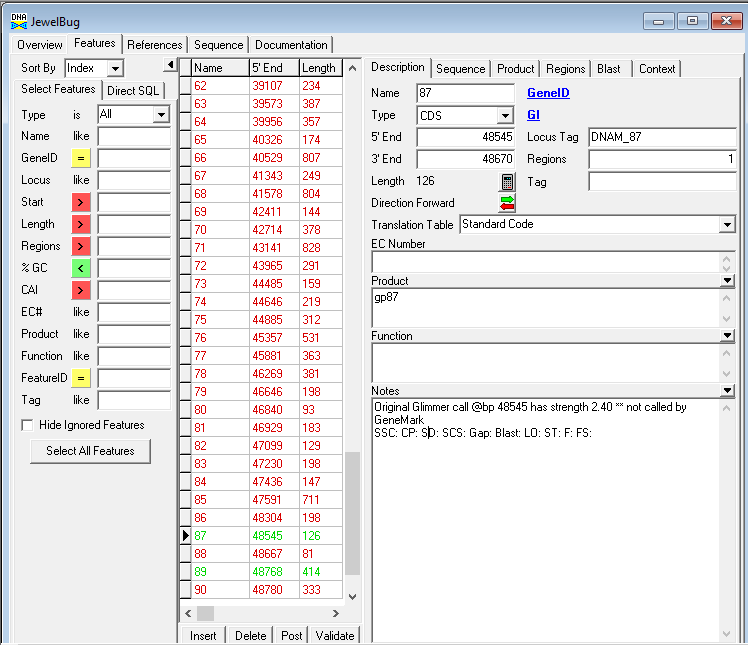 DNA
JewelBug
Overview Features References Sequence Documentation
Sort By Index
Select Features Direct SQL
Type is All
Name like
GeneID =
Locus like
Start >
Length >
Regions >
% GC <
CAI >
EC# like
Product like
Function like
FeatureID =
Tag like
Hide Ignored Features
Select All Features
Name 5' End Length
62 39107 234
63 39573 387
64 39956 357
65 40326 174
66 40529 807
67 41343 249
68 41578 804
69 42411 144
70 42714 378
71 43141 828
72 43965 291
73 44485 159
74 44646 219
75 44885 312
76 45357 531
77 45881 363
78 46269 381
79 46646 198
80 46840 93
81 46929 183
82 47099 129
83 47230 198
84 47436 147
85 47591 711
86 48304 198
87 48545 126
88 48667 81
89 48768 414
90 48780 333
Insert Delete Post Validate
Description Sequence Product Regions Blast Context
Name 87 GeneID
Type CDS GI
5' End 48545 Locus Tag DNAM_87
3' End 48670 Regions 1
Length 126 Tag
Direction Forward
Translation Table Standard Code
EC Number
Product
gp87
Function
Notes
Original Glimmer call @bp 48545 has strength 2.40 ** not called by
GeneMark
SSC: CP: SD: SCS: Gap: Blast: LO: ST: F: FS: